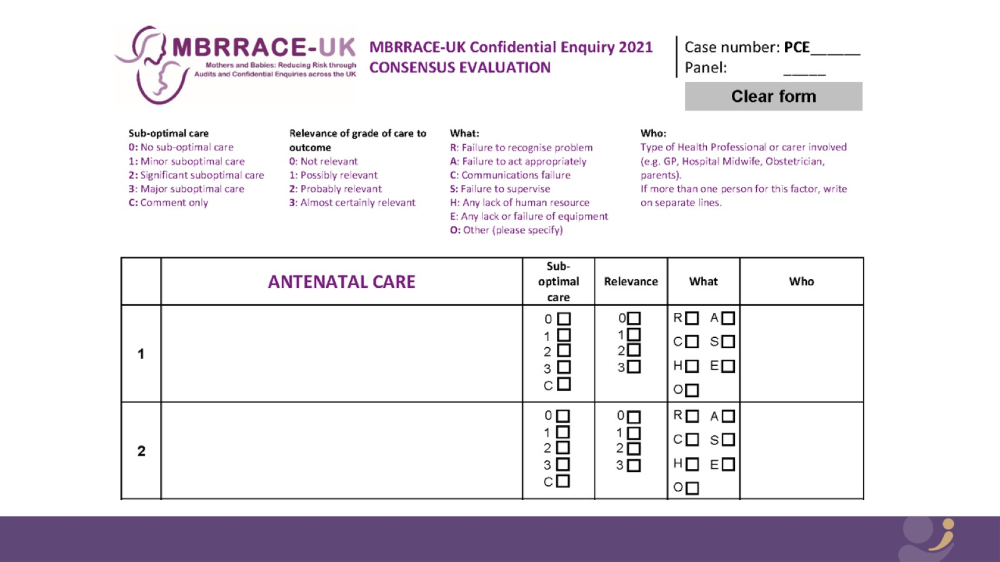 MBRRACE-UK
Mothers and Babies: Reducing Risk through
Audits and Confidential Enquiries across the UK
MBRRACE-UK Confidential Enquiry 2021
CONSENSUS EVALUATION
Case number: PCE______
Panel: _____
Clear form
Sub-optimal care
0: No sub-optimal care
1: Minor suboptimal care
2: Significant suboptimal care
3: Major suboptimal care
C: Comment only
Relevance of grade of care to
outcome
0: Not relevant
1: Possibly relevant
2: Probably relevant
3: Almost certainly relevant
What:
R: Failure to recognise problem
A: Failure to act appropriately
C: Communications failure
S: Failure to supervise
H: Any lack of human resource
E: Any lack or failure of equipment
O: Other (please specify)
Who:
Type of Health Professional or carer involved
(e.g. GP, Hospital Midwife, Obstetrician,
parents).
If more than one person for this factor, write
on separate lines.
ANTENATAL CARE
Sub-
optimal
care
Relevance
What
Who
1
0
1
2
3
C
0
1
2
3
R A
C S
H E
O
2
0
1
2
3
C
0
1
2
3
R A
C S
H E
O